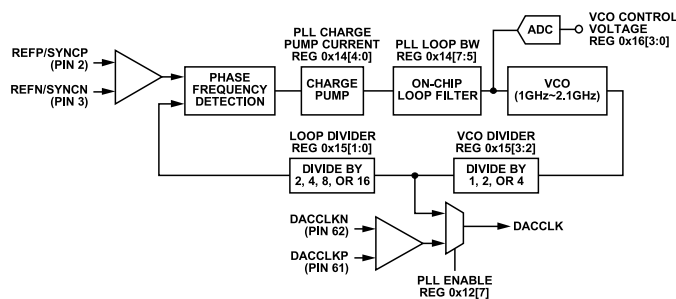 VCO CONTROL
VOLTAGE
REG 0x16[3:0]
ADC
PLL CHARGE
PUMP CURRENT
REG 0x14[4:0]
PLL LOOP BW
REG 0x14[7:5]
REFP/SYNCP
(PIN 2)
REFN/SYNCN
(PIN 3)
PHASE
FREQUENCY
DETECTION
CHARGE
PUMP
ON-CHIP
LOOP FILTER
VCO
(1GHz~2.1GHz)
LOOP DIVIDER
REG 0x15[1:0]
VCO DIVIDER
REG 0x15[3:2]
DIVIDE BY
2, 4, 8, OR 16
DIVIDE BY
1, 2, OR 4
DACCLKN
(PIN 62)
DACCLKP
(PIN 61)
DACCLK
PLL ENABLE
REG 0x12[7]